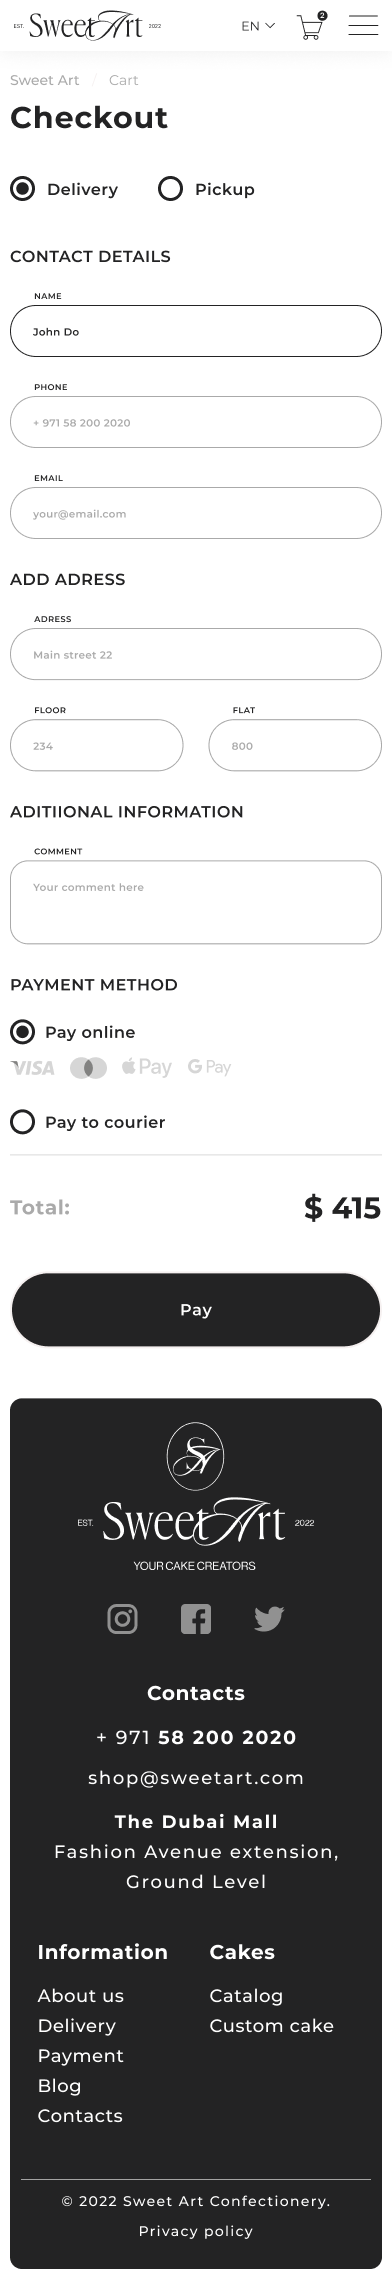 EST. Sweet Art 2022
EN
2
Sweet Art / Cart
Checkout
Delivery Pickup
CONTACT DETAILS
NAME
John Do
PHONE
+ 971 58 200 2020
EMAIL
your@email.com
ADD ADRESS
ADRESS
Main street 22
FLOOR FLAT
234 800
ADITIIONAL INFORMATION
COMMENT
Your comment here
PAYMENT METHOD
Pay online
VISA Pay G Pay
Pay to courier
Total: $ 415
Pay
SA
EST. Sweet Art 2022
YOUR CAKE CREATORS
Contacts
+ 971 58 200 2020
shop@sweetart.com
The Dubai Mall
Fashion Avenue extension,
Ground Level
Information Cakes
About us Catalog
Delivery Custom cake
Payment
Blog
Contacts
© 2022 Sweet Art Confectionery.
Privacy policy